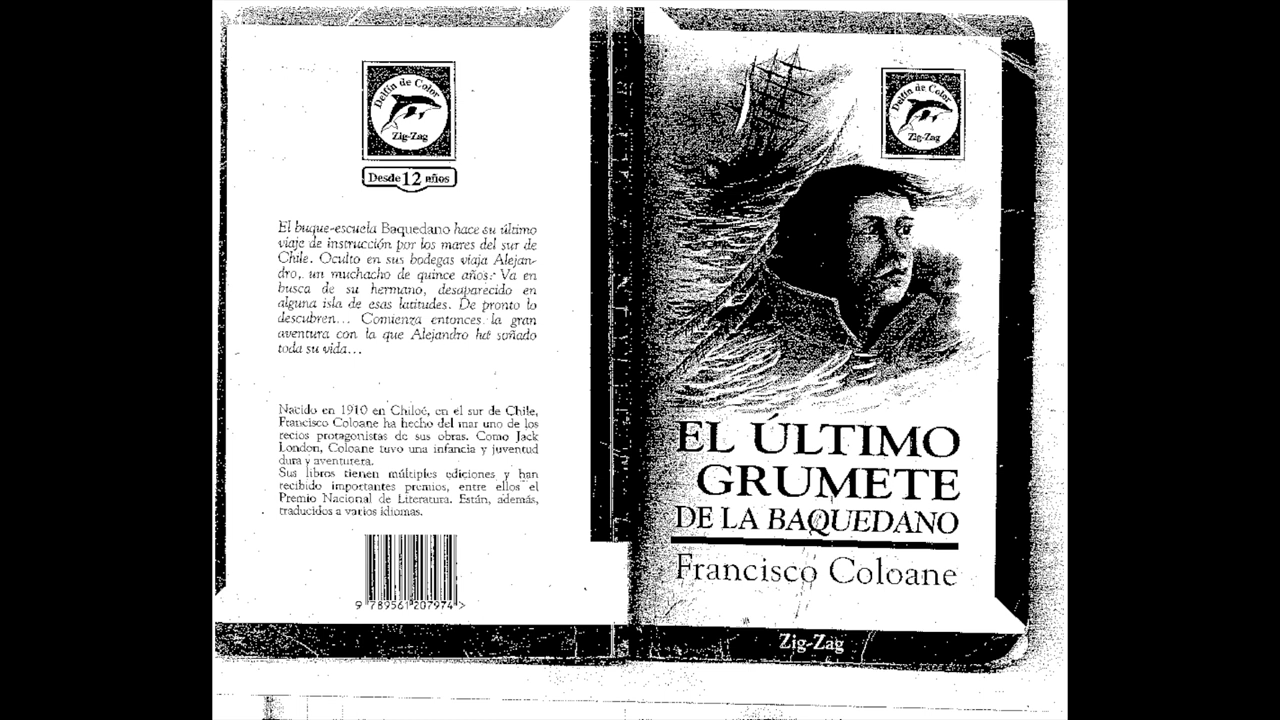 Delfín de Color
Zig-Zag
Desde 12 años
El buque-escuela Baquedano hace su último
viaje de instrucción por los mares del sur de
Chile. Oculto en sus bodegas viaja Alejan-
dro, un muchacho de quince años: Va en
busca de su hermano, desaparecido en
alguna isla de esas latitudes. De pronto lo
descubren... Comienza entonces la gran
aventura con la que Alejandro ha soñado
toda su vida...
Nacido en 1910 en Chiloé, en el sur de Chile,
Francisco Coloane ha hecho del mar uno de los
recios protagonistas de sus obras. Como Jack
London, Coloane tuvo una infancia y juventud
dura y aventurera.
Sus libros tienen múltiples ediciones y han
recibido importantes premios, entre ellos el
Premio Nacional de Literatura. Están, además,
traducidos a varios idiomas.
9 789561 207974 >
Delfín de Color
Zig-Zag
EL ÚLTIMO
GRUMETE
DE LA BAQUEDANO
Francisco Coloane
Zig-Zag